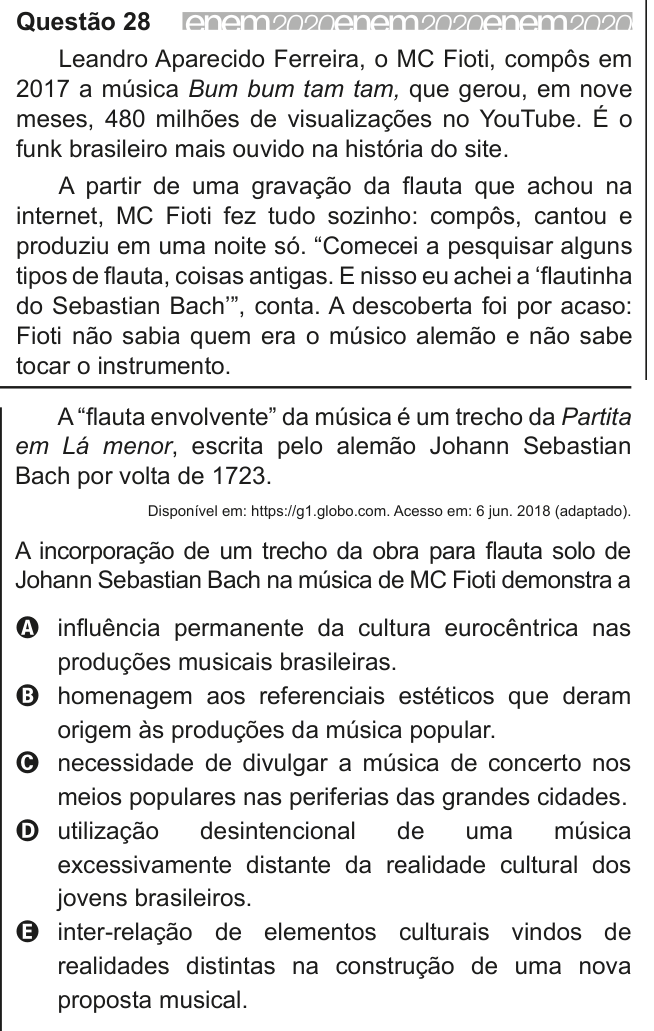 Questão 28 enem2020enem2020enem2020
Leandro Aparecido Ferreira, o MC Fioti, compôs em
2017 a música Bum bum tam tam, que gerou, em nove
meses, 480 milhões de visualizações no YouTube. É o
funk brasileiro mais ouvido na história do site.
A partir de uma gravação da flauta que achou na
internet, MC Fioti fez tudo sozinho: compôs, cantou e
produziu em uma noite só. “Comecei a pesquisar alguns
tipos de flauta, coisas antigas. E nisso eu achei a ‘flautinha
do Sebastian Bach’”, conta. A descoberta foi por acaso:
Fioti não sabia quem era o músico alemão e não sabe
tocar o instrumento.
A “flauta envolvente” da música é um trecho da Partita
em Lá menor, escrita pelo alemão Johann Sebastian
Bach por volta de 1723.
Disponível em: https://g1.globo.com. Acesso em: 6 jun. 2018 (adaptado).
A incorporação de um trecho da obra para flauta solo de
Johann Sebastian Bach na música de MC Fioti demonstra a
A influência permanente da cultura eurocêntrica nas
produções musicais brasileiras.
B homenagem aos referenciais estéticos que deram
origem às produções da música popular.
C necessidade de divulgar a música de concerto nos
meios populares nas periferias das grandes cidades.
D utilização desintencional de uma música
excessivamente distante da realidade cultural dos
jovens brasileiros.
E inter-relação de elementos culturais vindos de
realidades distintas na construção de uma nova
proposta musical.